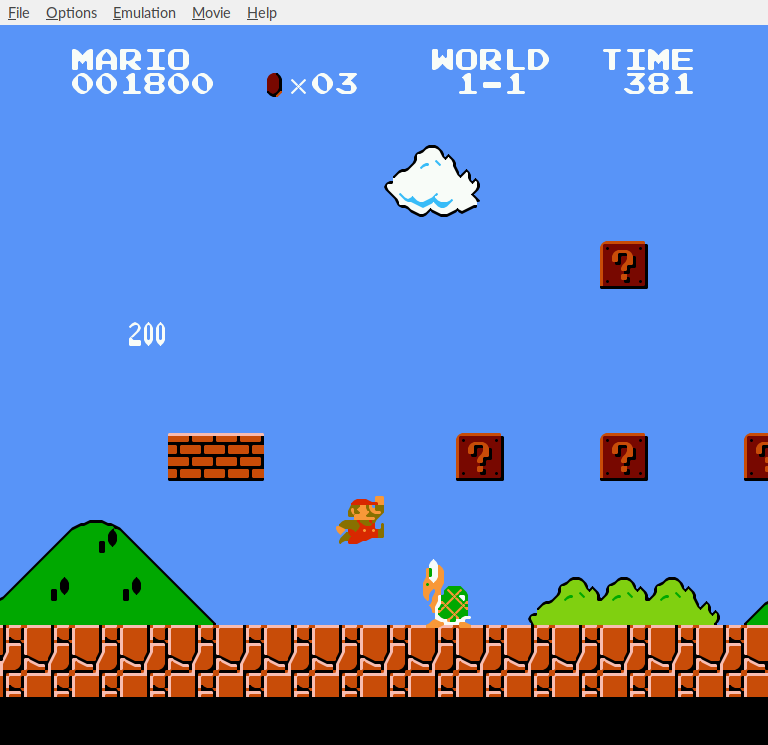 File Options Emulation Movie Help
MARIO WORLD TIME
001800 ×03 1-1 381
?
200
? ? ?